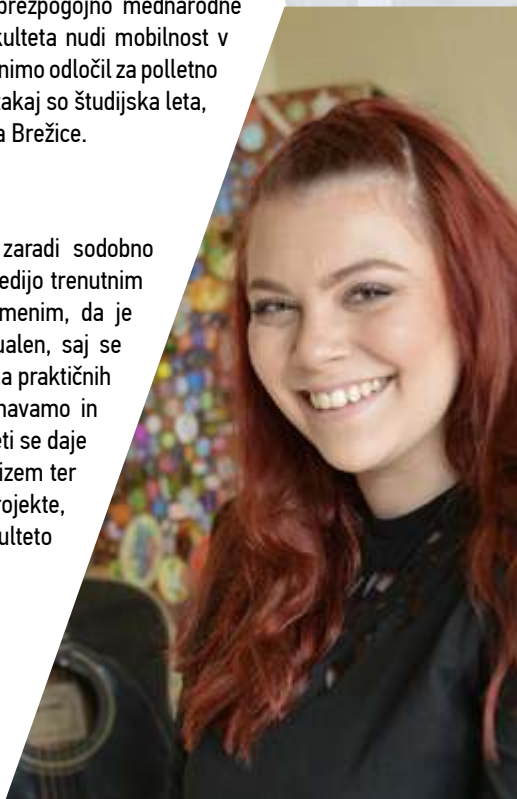 brezpogojno mednarodne
kulteta nudi mobilnost v
nimo odločil za polletno
zakaj so študijska leta,
a Brežice.
zaradi sodobno
edijo trenutnim
menim, da je
ualen, saj se
a praktičnih
navamo in
eti se daje
izem ter
rojekte,
ulteto